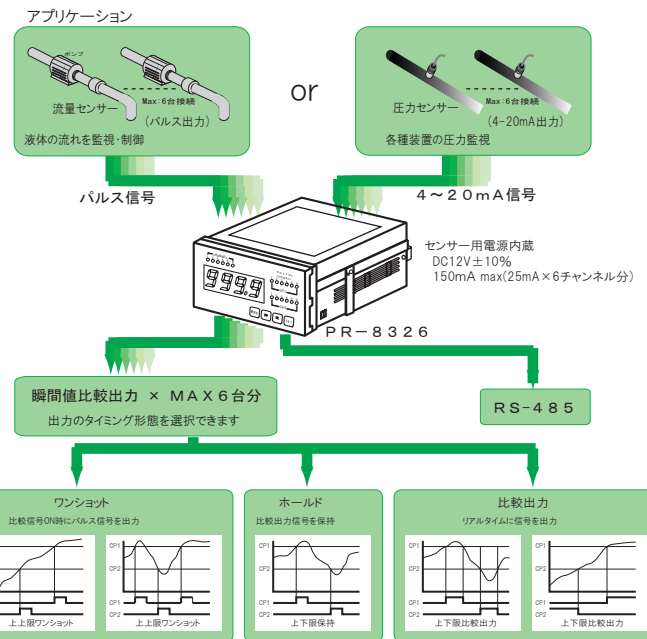 アプリケーション
ポンプ
流量センサー
Max:6台接続
(パルス出力)
液体の流れを監視・制御
or
圧力センサー
Max:6台接続
(4-20mA出力)
各種装置の圧力監視
パルス信号
4~20mA信号
センサー用電源内蔵
DC12V±10%
150mA max(25mA×6チャンネル分)
9999
PR-8326
瞬間値比較出力 × MAX6台分
出力のタイミング形態を選択できます
RS-485
ワンショット
比較信号ON時にパルス信号を出力
CP1
CP2
CP1
CP2
上上限ワンショット
上上限ワンショット
ホールド
比較出力信号を保持
CP1
CP2
CP1
CP2
上下限保持
比較出力
リアルタイムに信号を出力
CP1
CP2
CP1
CP2
上下限比較出力
CP1
CP2
CP1
CP2
上下限比較出力